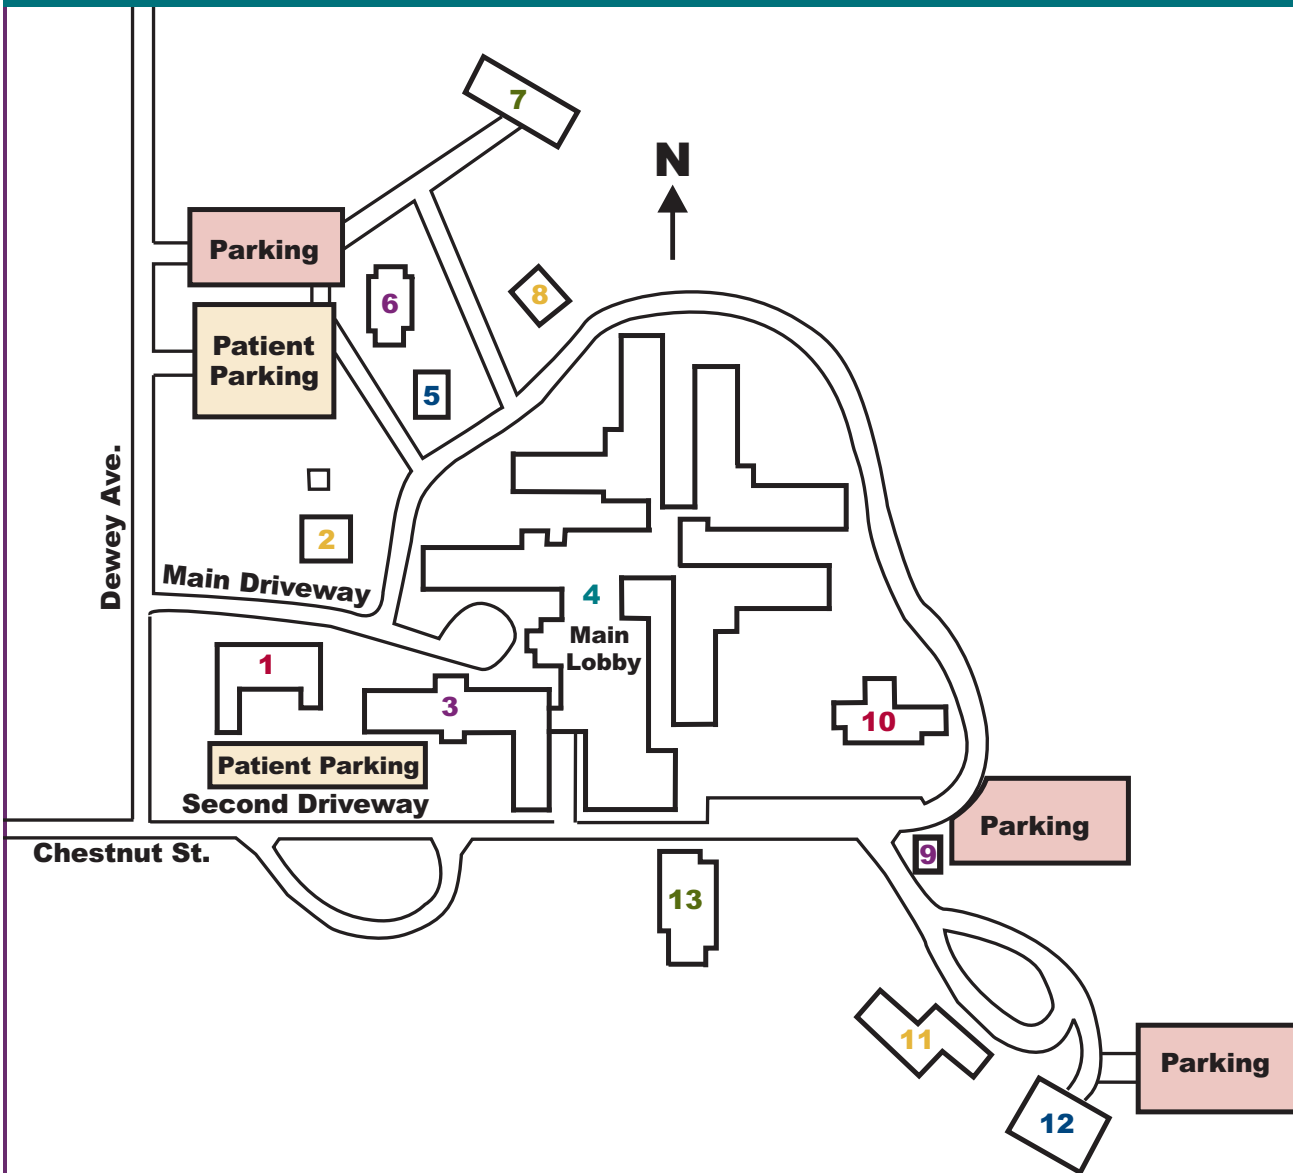 7
N
Parking
6
8
Patient
Parking
5
Dewey Ave.
2
Main Driveway
4
Main
Lobby
1
3
10
Patient Parking
Second Driveway
Parking
Chestnut St.
9
13
11
Parking
12